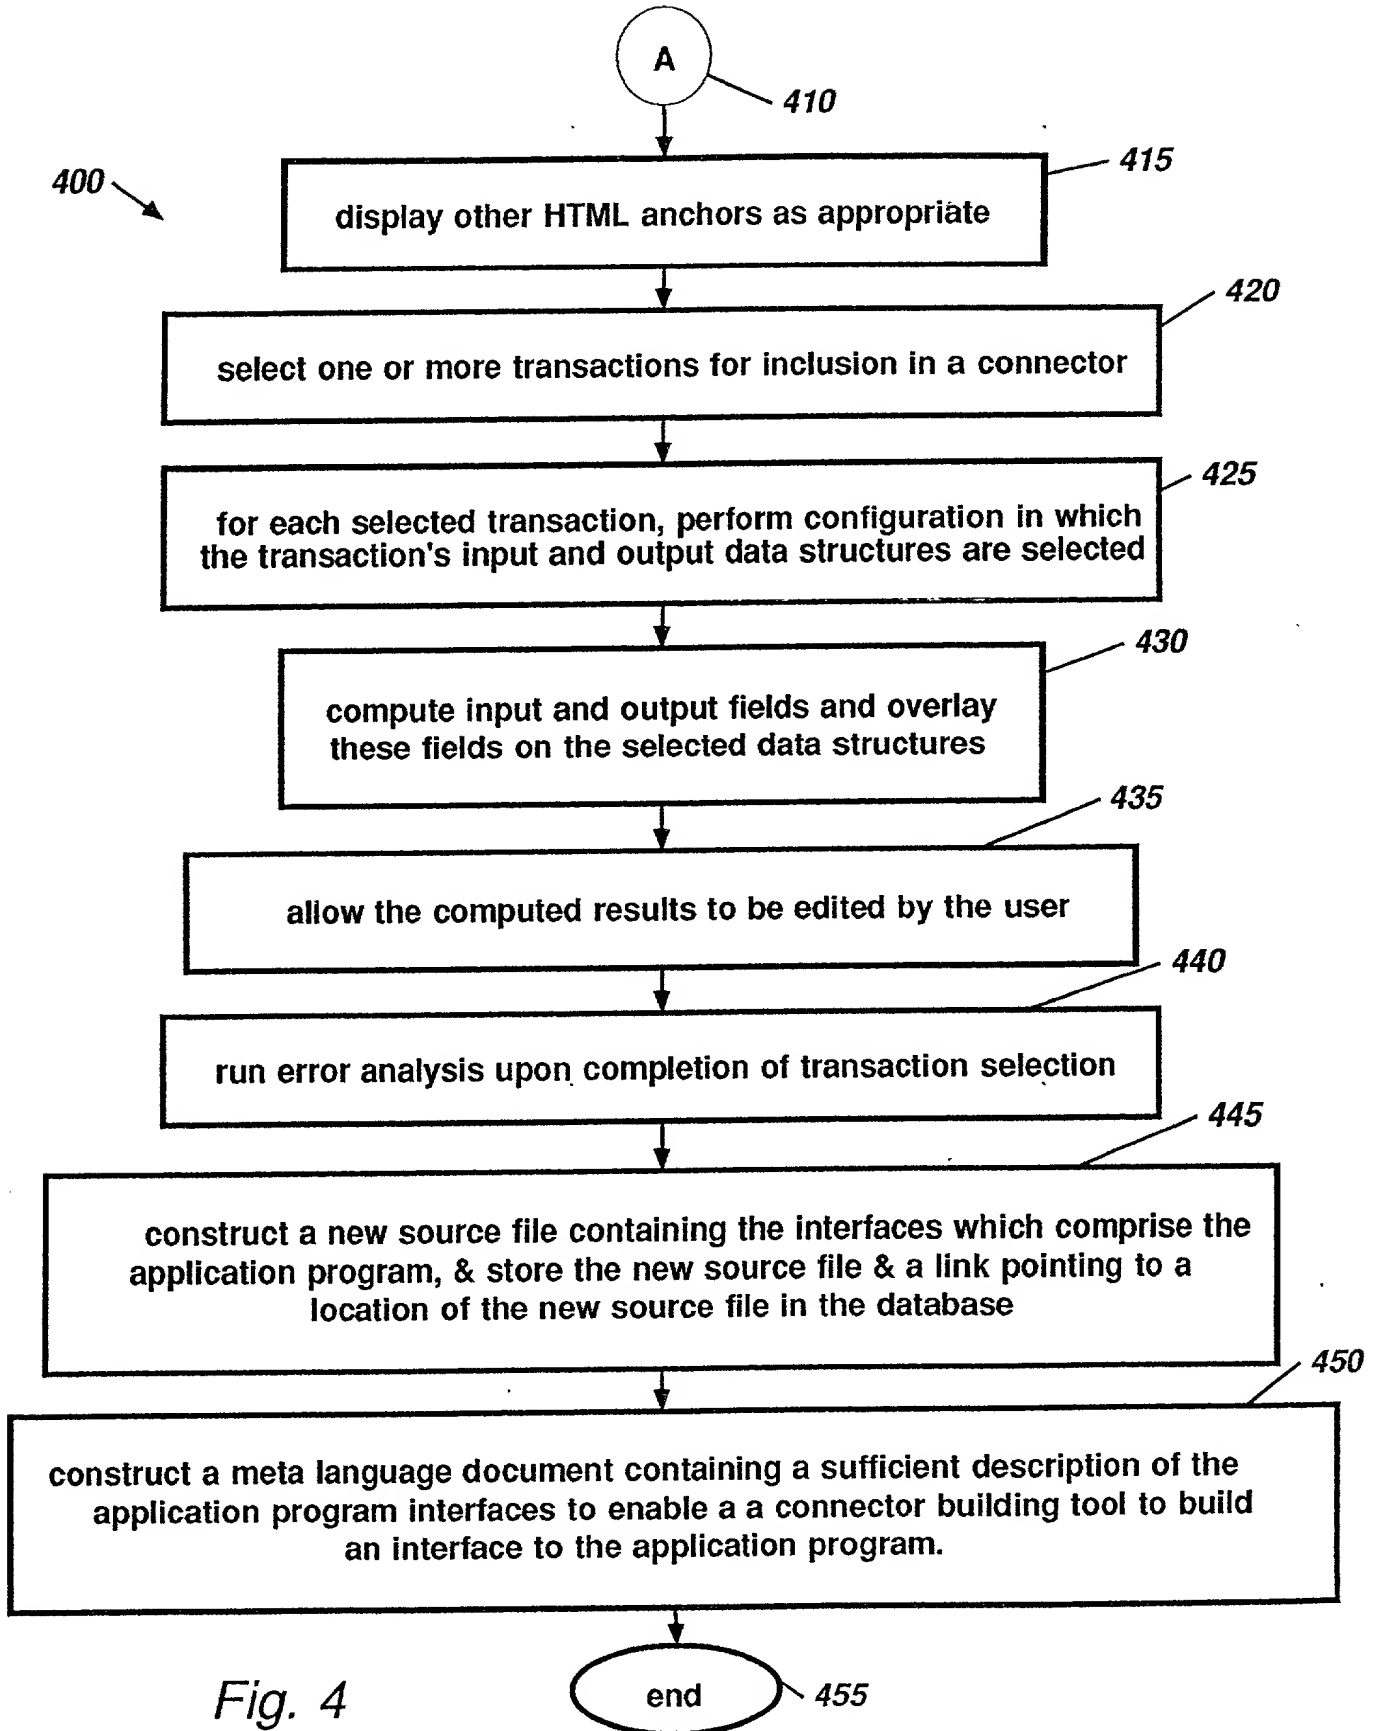 A
410
400
415
display other HTML anchors as appropriate
420
select one or more transactions for inclusion in a connector
425
for each selected transaction, perform configuration in which
the transaction's input and output data structures are selected
430
compute input and output fields and overlay
these fields on the selected data structures
435
allow the computed results to be edited by the user
440
run error analysis upon completion of transaction selection
445
construct a new source file containing the interfaces which comprise the
application program, & store the new source file & a link pointing to a
location of the new source file in the database
450
construct a meta language document containing a sufficient description of the
application program interfaces to enable a a connector building tool to build
an interface to the application program.
end
455
Fig. 4